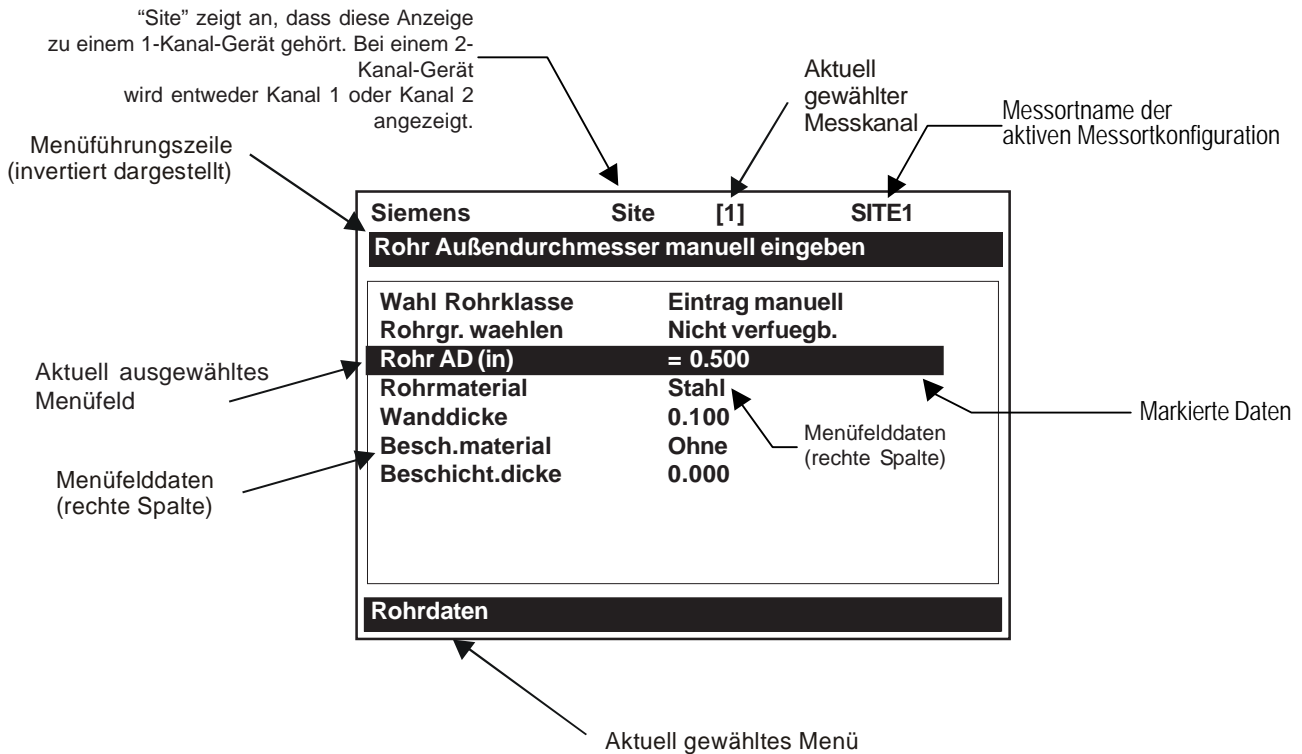 “Site” zeigt an, dass diese Anzeige
zu einem 1-Kanal-Gerät gehört. Bei einem 2-
Kanal-Gerät
wird entweder Kanal 1 oder Kanal 2
angezeigt.
Aktuell
gewählter
Messkanal
Messortname der
aktiven Messortkonfiguration
Menüführungszeile
(invertiert dargestellt)
Siemens Site [1] SITE1
Rohr Außendurchmesser manuell eingeben
Wahl Rohrklasse Eintrag manuell
Rohrgr. waehlen Nicht verfuegb.
Rohr AD (in) = 0.500
Rohrmaterial Stahl
Wanddicke 0.100
Besch.material Ohne
Beschicht.dicke 0.000
Aktuell ausgewähltes
Menüfeld
Markierte Daten
Menüfelddaten
(rechte Spalte)
Menüfelddaten
(rechte Spalte)
Rohrdaten
Aktuell gewähltes Menü